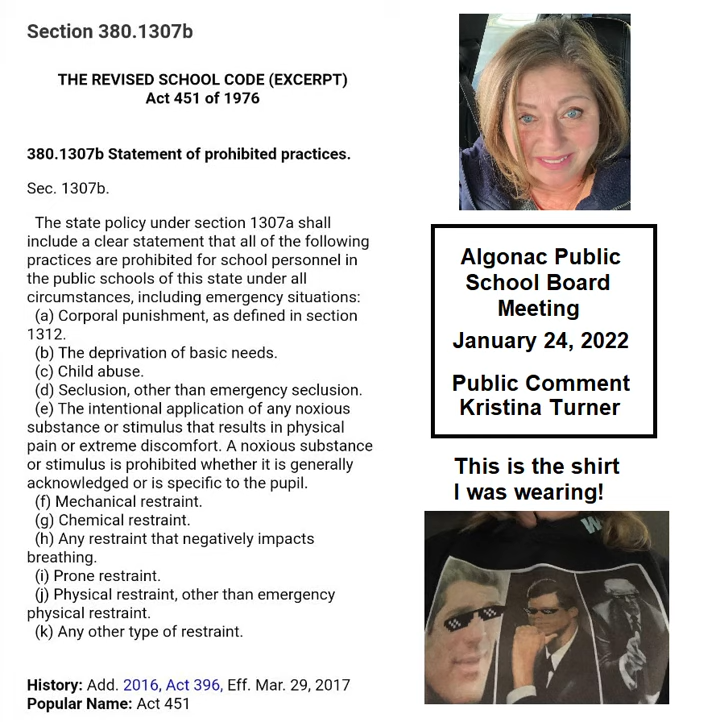 Section 380.1307b
THE REVISED SCHOOL CODE (EXCERPT)
Act 451 of 1976
380.1307b Statement of prohibited practices.
Sec. 1307b.
The state policy under section 1307a shall
include a clear statement that all of the following
practices are prohibited for school personnel in
the public schools of this state under all
circumstances, including emergency situations:
(a) Corporal punishment, as defined in section
1312.
(b) The deprivation of basic needs.
(c) Child abuse.
(d) Seclusion, other than emergency seclusion.
(e) The intentional application of any noxious
substance or stimulus that results in physical
pain or extreme discomfort. A noxious substance
or stimulus is prohibited whether it is generally
acknowledged or is specific to the pupil.
(f) Mechanical restraint.
(g) Chemical restraint.
(h) Any restraint that negatively impacts
breathing.
(i) Prone restraint.
(j) Physical restraint, other than emergency
physical restraint.
(k) Any other type of restraint.
History: Add. 2016, Act 396, Eff. Mar. 29, 2017
Popular Name: Act 451
Algonac Public
School Board
Meeting
January 24, 2022
Public Comment
Kristina Turner
This is the shirt
I was wearing!